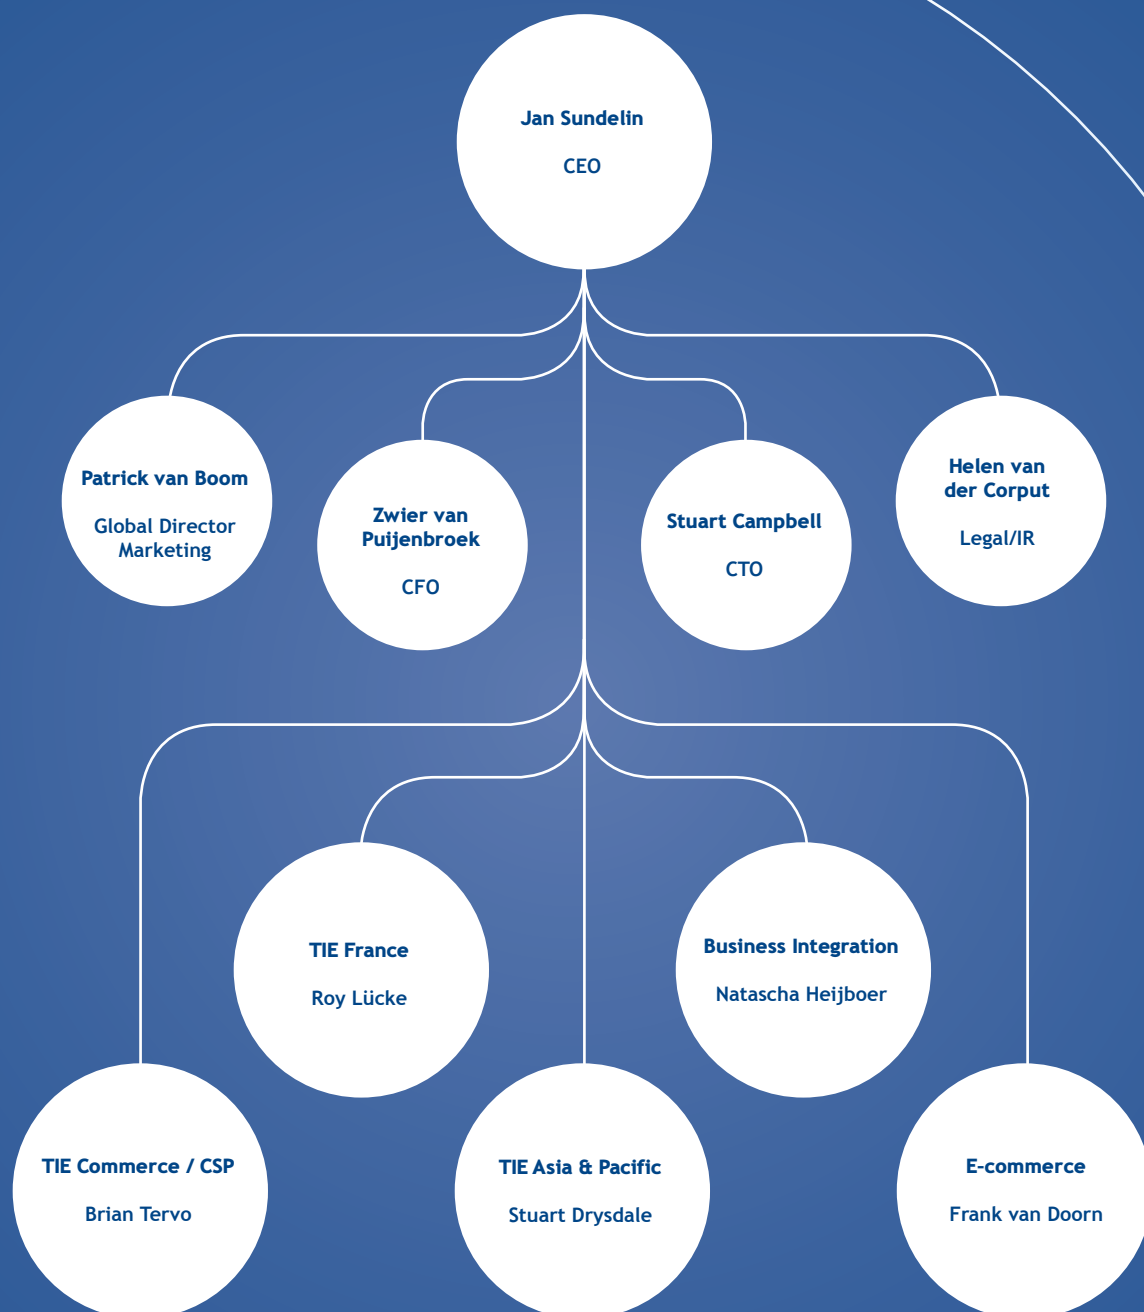 Jan Sundelin
CEO
Patrick van Boom
Global Director
Marketing
Zwier van
Puijenbroek
CFO
Stuart Campbell
CTO
Helen van
der Corput
Legal/IR
TIE France
Roy Lücke
Business Integration
Natascha Heijboer
TIE Commerce / CSP
Brian Tervo
TIE Asia & Pacific
Stuart Drysdale
E-commerce
Frank van Doorn